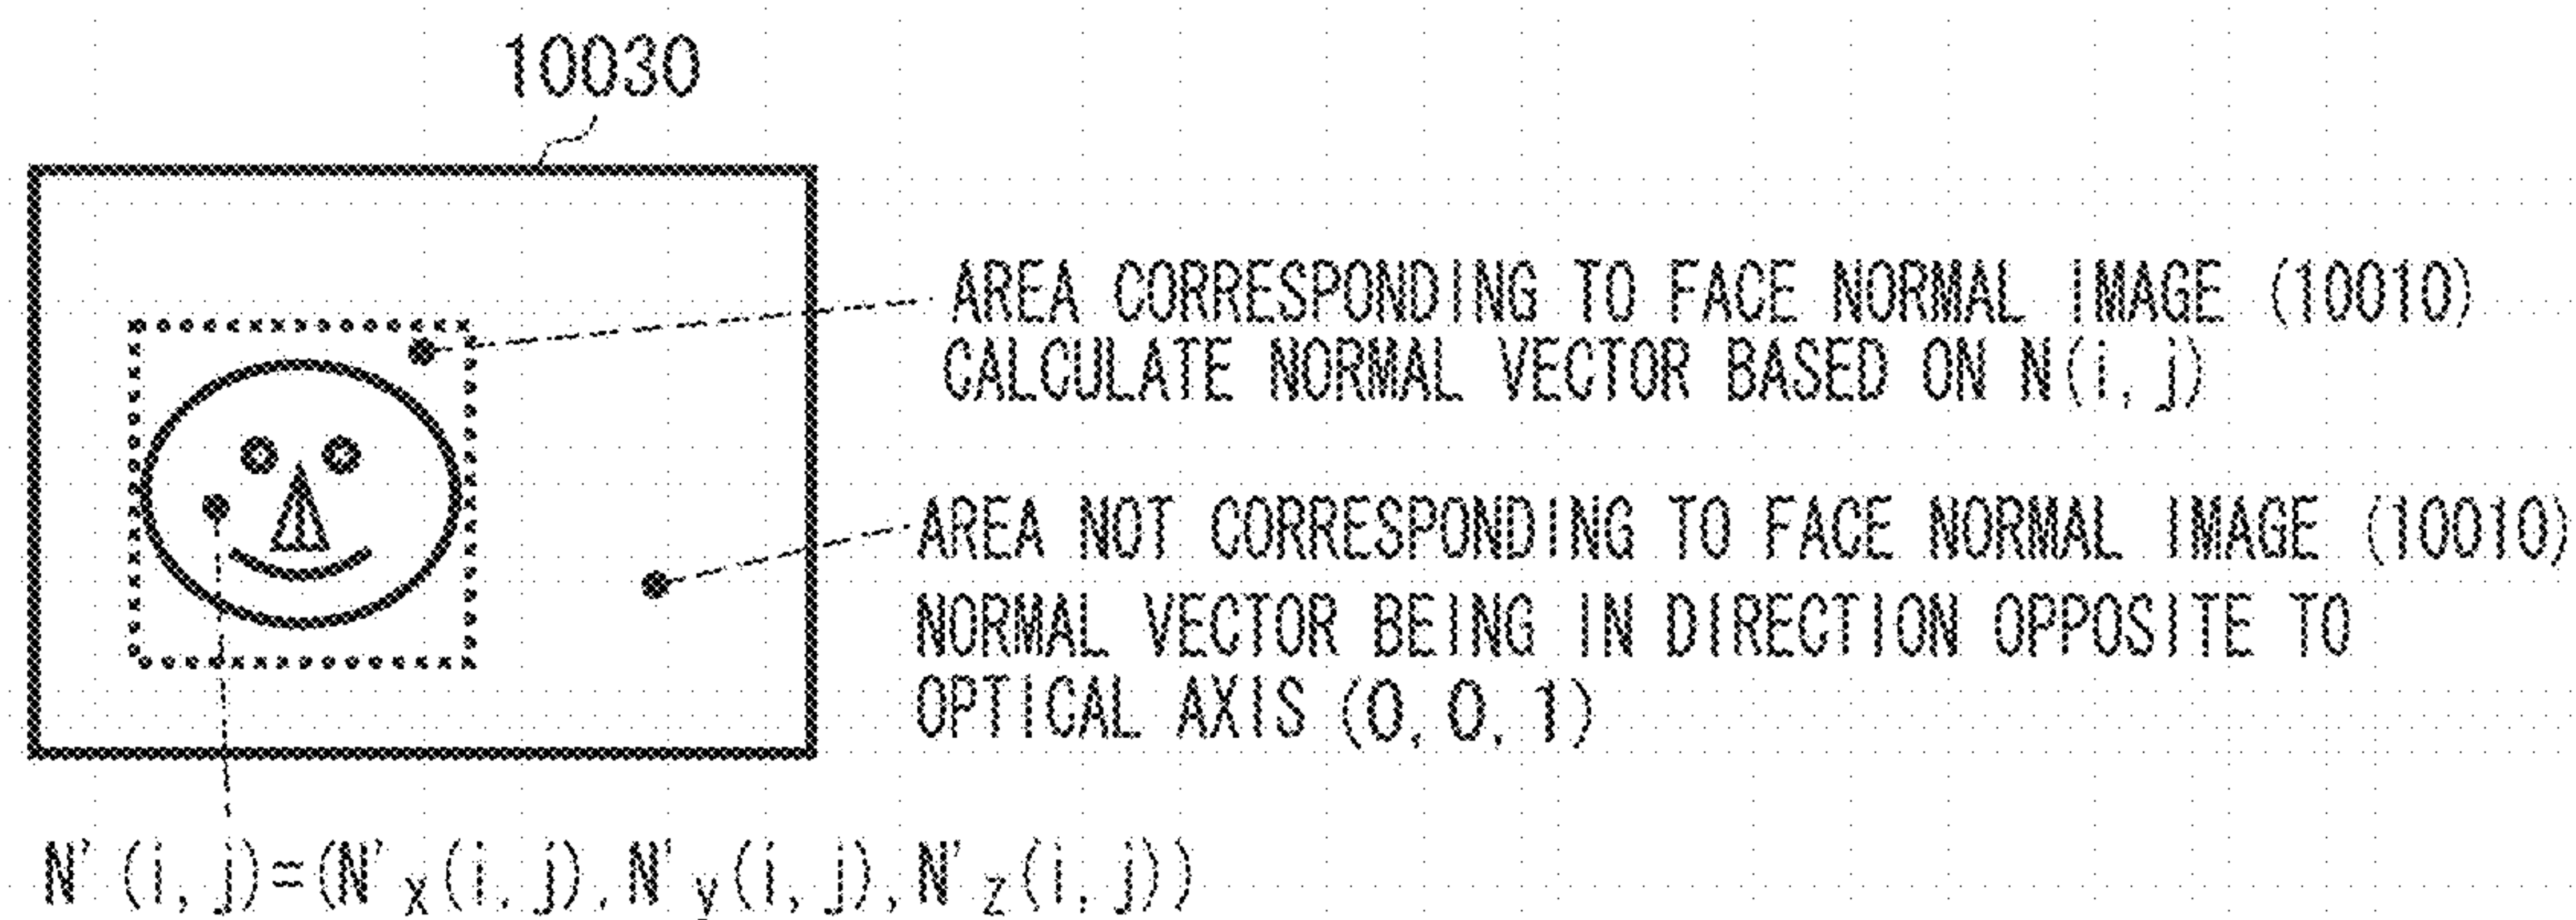 10030
AREA CORRESPONDING TO FACE NORMAL IMAGE (10010)
CALCULATE NORMAL VECTOR BASED ON N(i, j)
AREA NOT CORRESPONDING TO FACE NORMAL IMAGE (10010)
NORMAL VECTOR BEING IN DIRECTION OPPOSITE TO
OPTICAL AXIS (0, 0, 1)
N' (i, j)=(N'x(i, j), N'y(i, j), N'z(i, j))